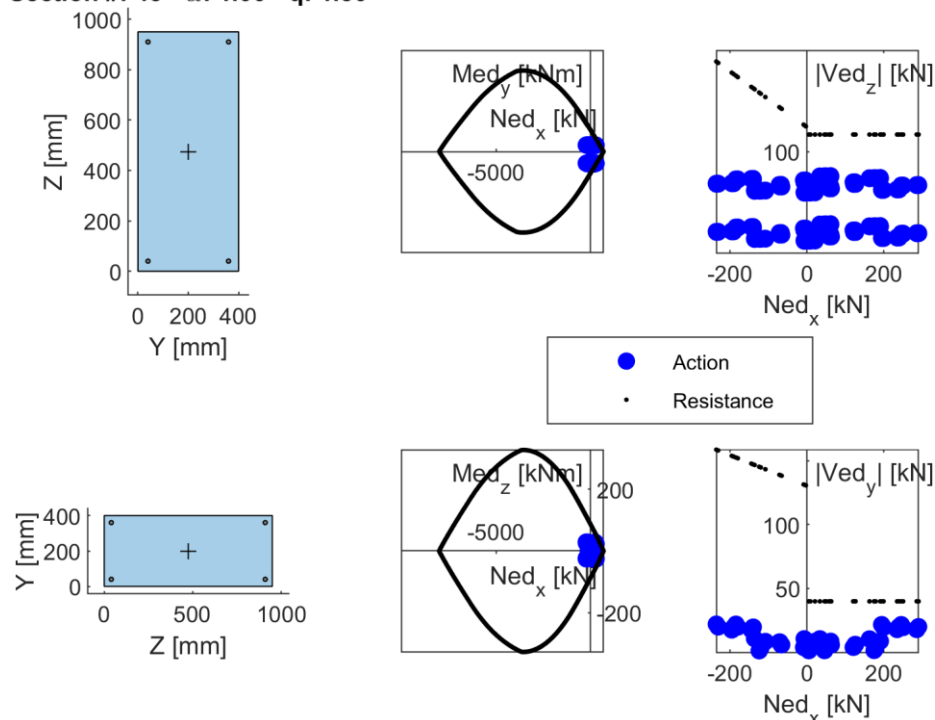 1000
800
600
400
200
0
Z [mm]
0 200 400
Y [mm]
Med_y [kNm]
Ned_x [kN]
-5000
|Ved_z| [kN]
100
-200 0 200
Ned_x [kN]
Action
Resistance
400
200
0
Y [mm]
0 500 1000
Z [mm]
Med_z [kNm]
200
-5000
Ned_x [kN]
-200
|Ved_y| [kN]
100
50
-200 0 200
Ned_x [kN]